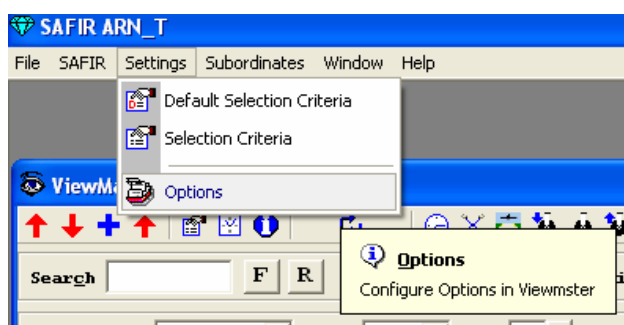 SAFIR ARN_T
File SAFIR Settings Subordinates Window Help
Default Selection Criteria
Selection Criteria
Options
Options
Configure Options in Viewmster
Search F R